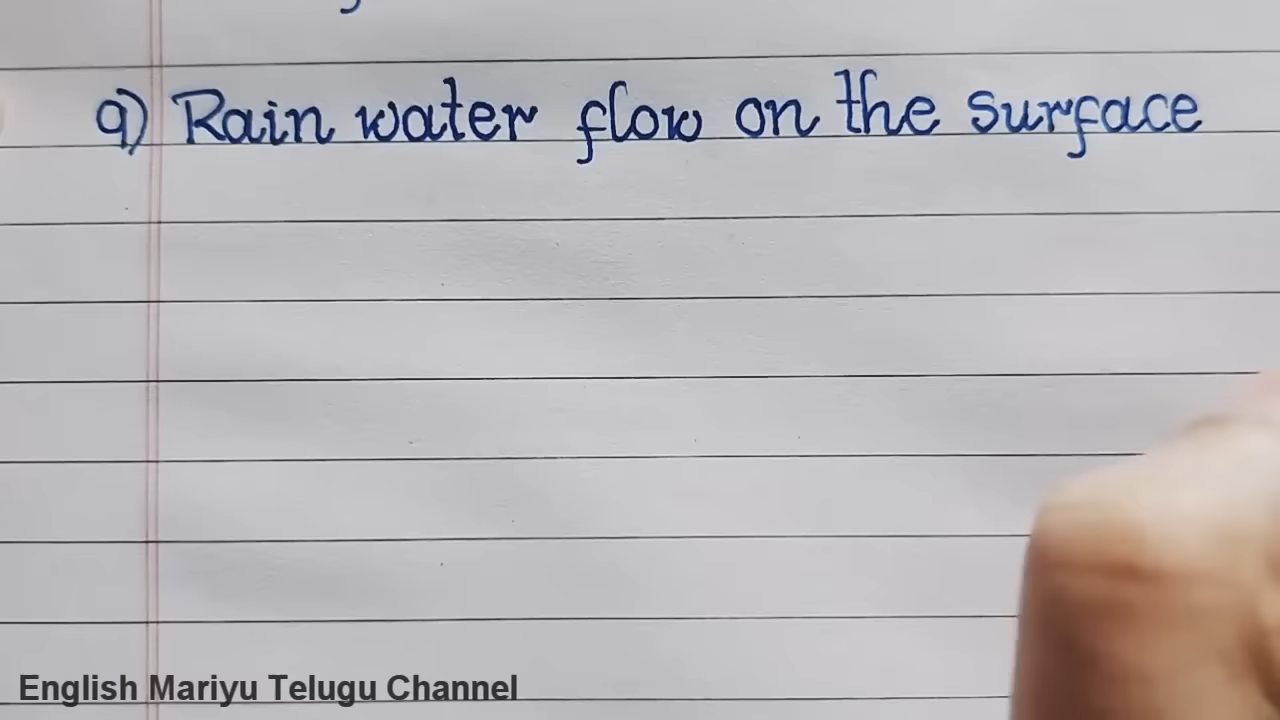 9) Rain water flow on the surface
English Mariyu Telugu Channel